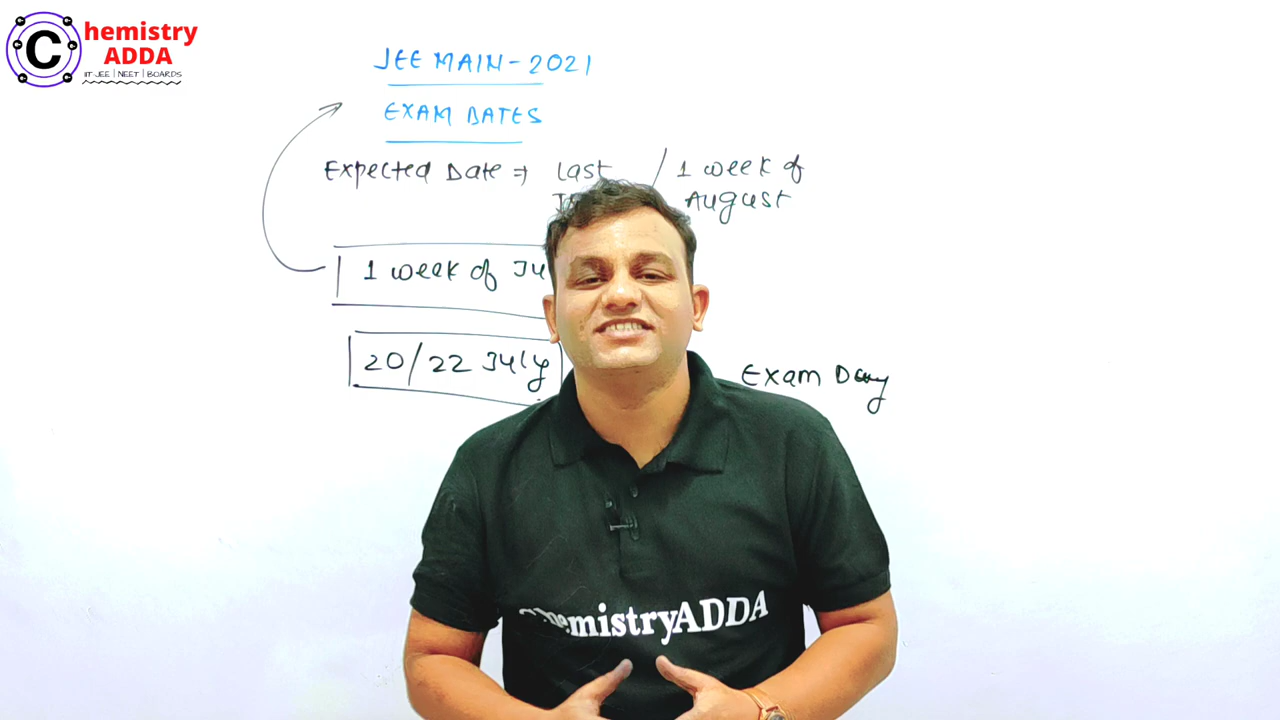 C
hemistry
ADDA
IIT JEE | NEET | BOARDS
JEE MAIN - 2021
EXAM DATES
Expected Date ⇒ Last / 1 week of
August
1 week of
20/22 July
Exam Day
ChemistryADDA